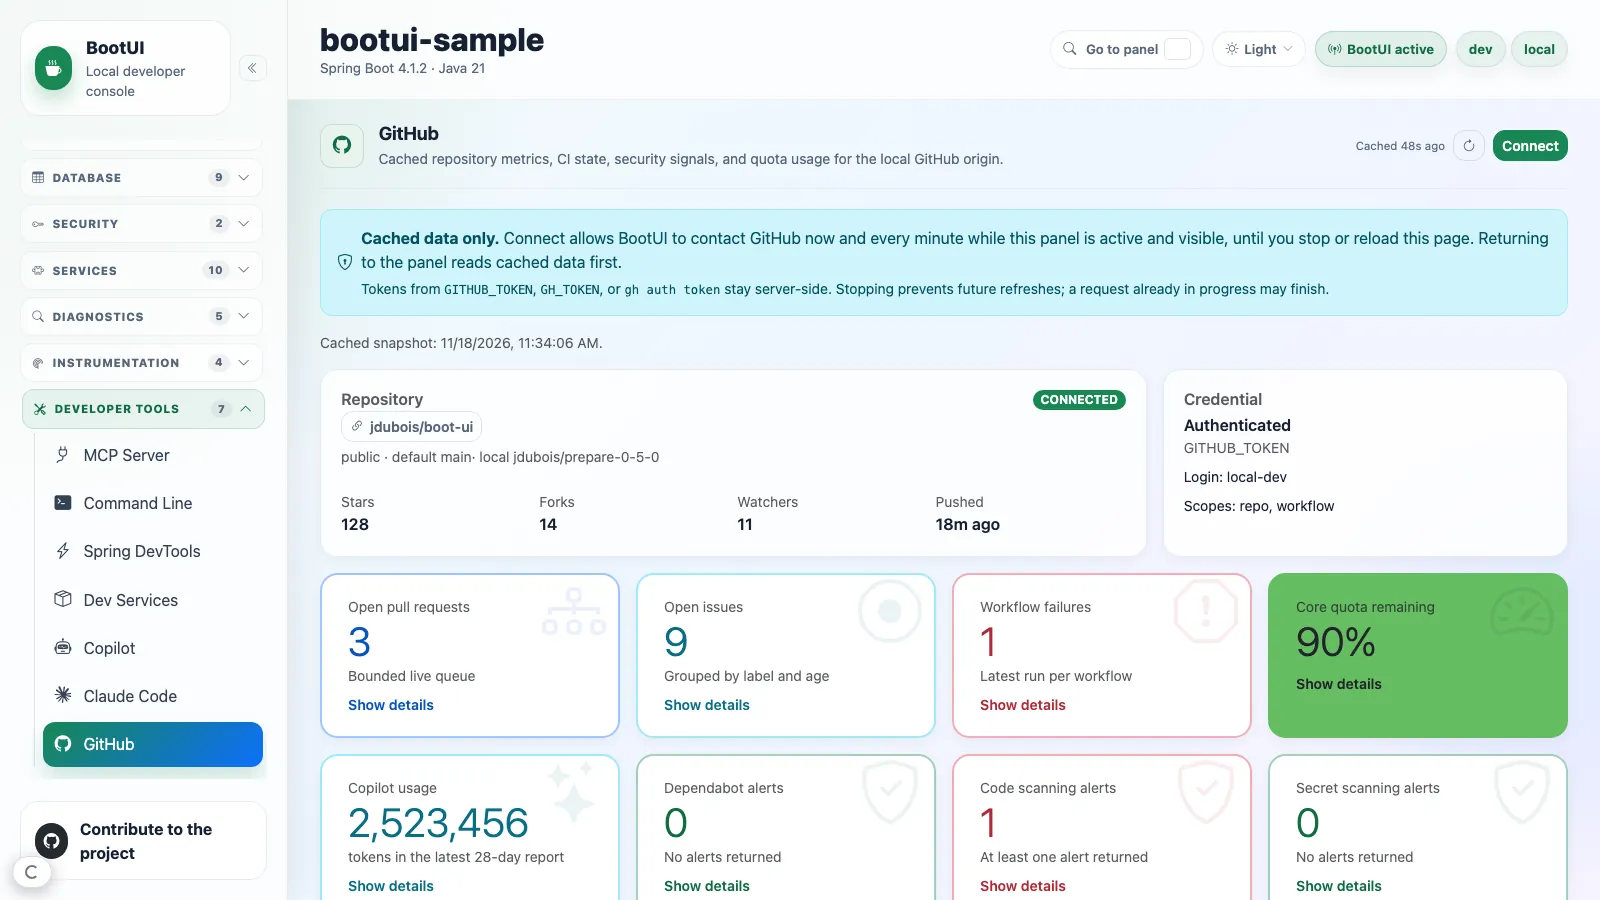 BootUI
Local developer
console
DATABASE 9
SECURITY 2
SERVICES 10
DIAGNOSTICS 5
INSTRUMENTATION 4
DEVELOPER TOOLS 7
MCP Server
Command Line
Spring DevTools
Dev Services
Copilot
Claude Code
GitHub
Contribute to the
project
C
bootui-sample
Spring Boot 4.1.2 · Java 21
Go to panel
Light
BootUI active
dev
local
GitHub
Cached repository metrics, CI state, security signals, and quota usage for the local GitHub origin.
Cached 48s ago
Connect
Cached data only. Connect allows BootUI to contact GitHub now and every minute while this panel is active and visible, until you stop or reload this page. Returning
to the panel reads cached data first.
Tokens from GITHUB_TOKEN, GH_TOKEN, or gh auth token stay server-side. Stopping prevents future refreshes; a request already in progress may finish.
Cached snapshot: 11/18/2026, 11:34:06 AM.
Repository
CONNECTED
jdubois/boot-ui
public · default main· local jdubois/prepare-0-5-0
Stars
128
Forks
14
Watchers
11
Pushed
18m ago
Credential
Authenticated
GITHUB_TOKEN
Login: local-dev
Scopes: repo, workflow
Open pull requests
3
Bounded live queue
Show details
Open issues
9
Grouped by label and age
Show details
Workflow failures
1
Latest run per workflow
Show details
Core quota remaining
90%
Show details
Copilot usage
2,523,456
tokens in the latest 28-day report
Show details
Dependabot alerts
0
No alerts returned
Show details
Code scanning alerts
1
At least one alert returned
Show details
Secret scanning alerts
0
No alerts returned
Show details